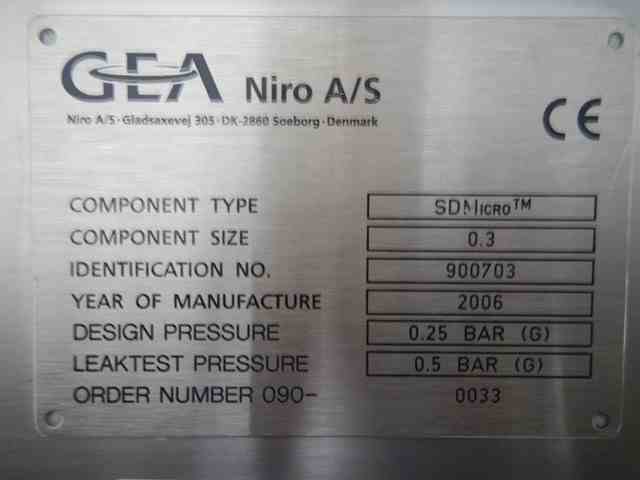 GEA Niro A/S
Niro A/S · Gladsaxevej 305 · DK-2860 Soeborg · Denmark
CE
COMPONENT TYPE SDMICRO™
COMPONENT SIZE 0.3
IDENTIFICATION NO. 900703
YEAR OF MANUFACTURE 2006
DESIGN PRESSURE 0.25 BAR (G)
LEAKTEST PRESSURE 0.5 BAR (G)
ORDER NUMBER 090- 0033